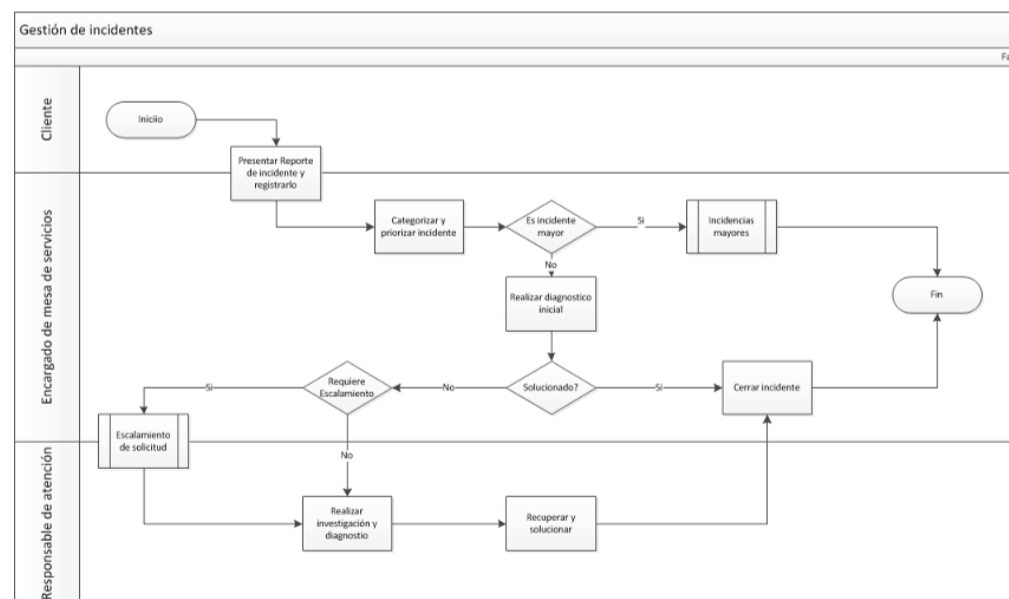 Gestión de incidentes
Fa
Cliente
Iniciio
Presentar Reporte
de incidente y
registrarlo
Encargado de mesa de servicios
Categorizar y
priorizar incidente
Es incidente
mayor
Si
Incidencias
mayores
No
Realizar diagnostico
inicial
Fin
Requiere
Escalamiento
Si
No
Solucionado?
Si
Cerrar incidente
Escalamiento
de solicitud
No
Responsable de atención
Realizar
investigación y
diagnostio
Recuperar y
solucionar